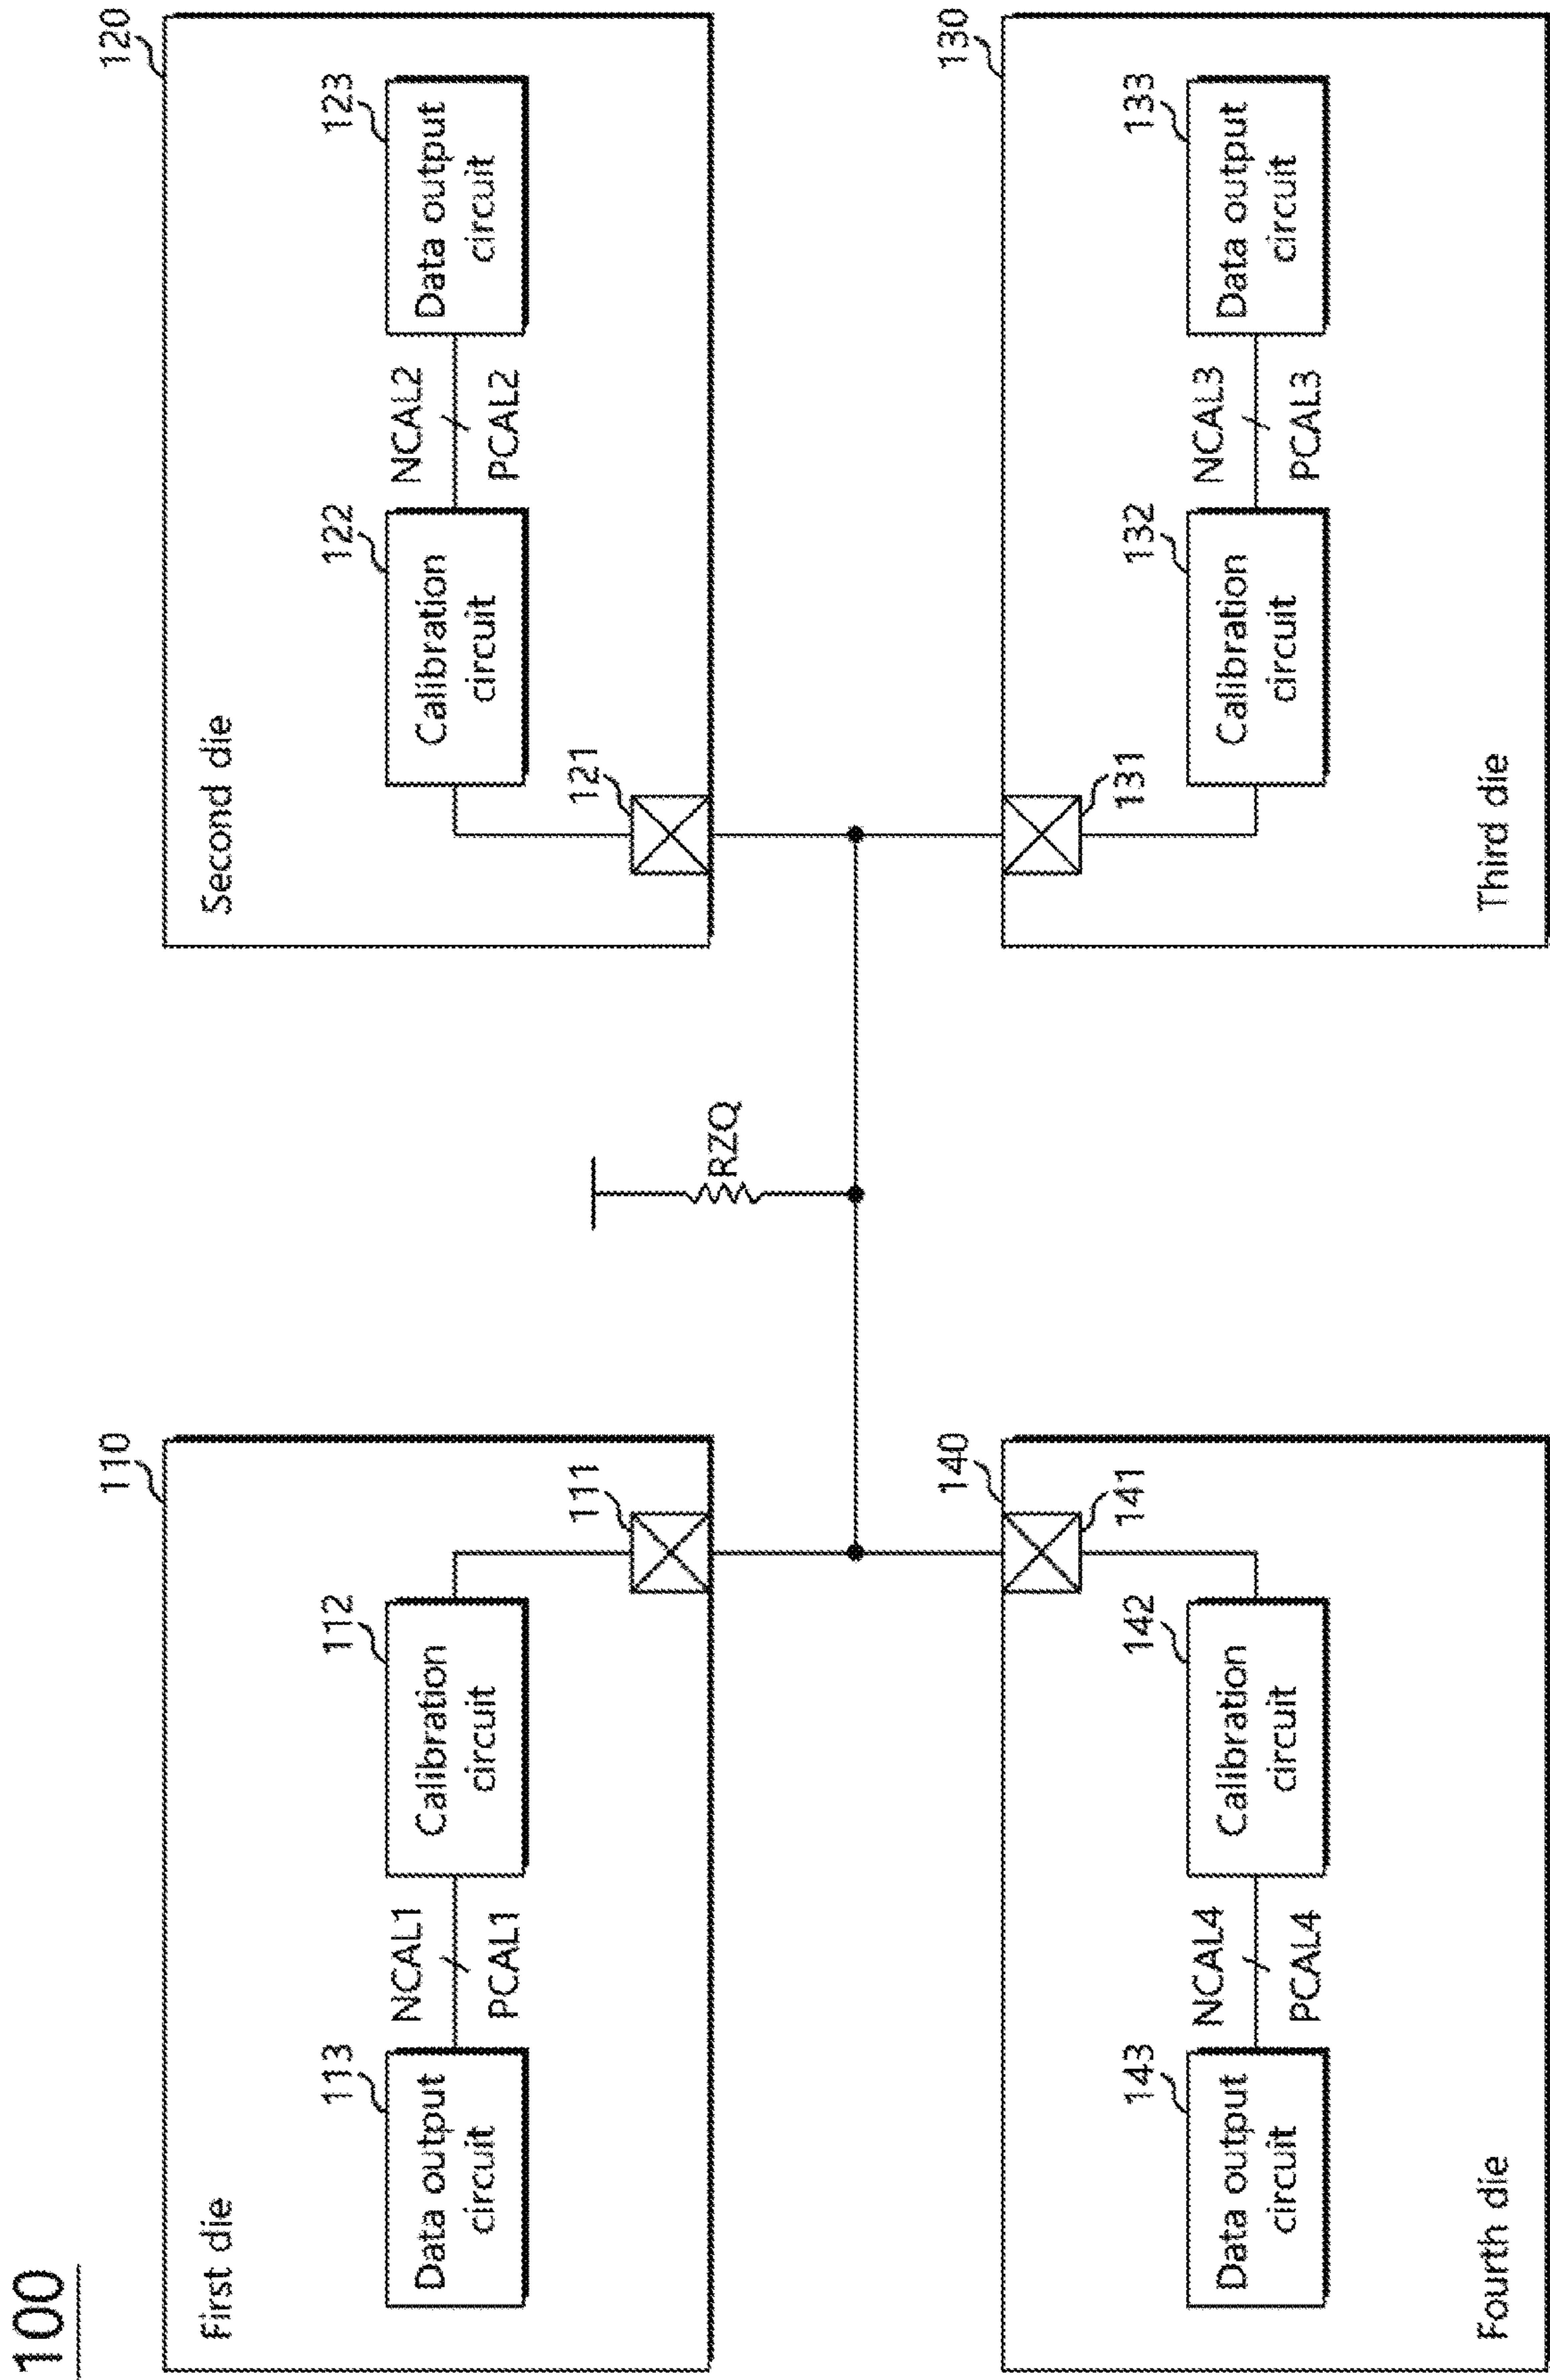 100
110
First die
113
Data output
circuit
NCAL1
PCAL1
112
Calibration
circuit
111
120
Second die
122
Calibration
circuit
NCAL2
PCAL2
123
Data output
circuit
121
RZQ
140
143
Data output
circuit
NCAL4
PCAL4
142
Calibration
circuit
141
Fourth die
130
131
132
Calibration
circuit
NCAL3
PCAL3
133
Data output
circuit
Third die